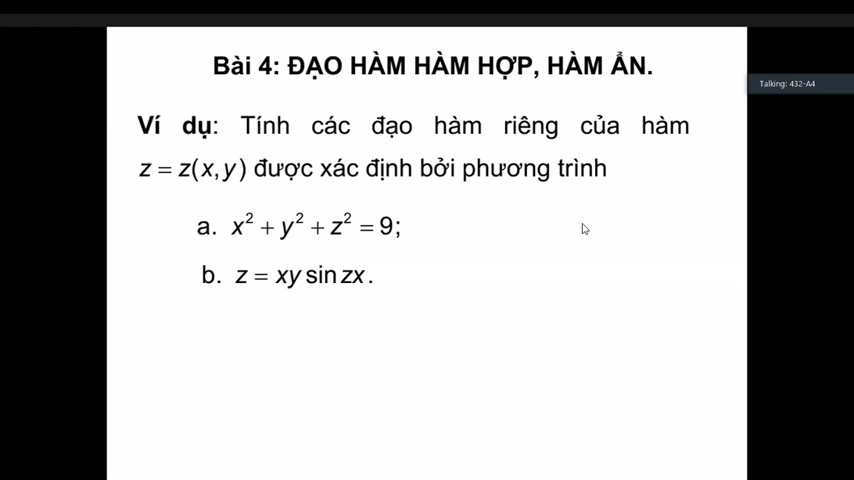 Bài 4: ĐẠO HÀM HÀM HỢP, HÀM ẨN.
Talking: 432-A4
Ví dụ: Tính các đạo hàm riêng của hàm
z = z(x, y) được xác định bởi phương trình
a. x² + y² + z² = 9;
b. z = xy sin zx.